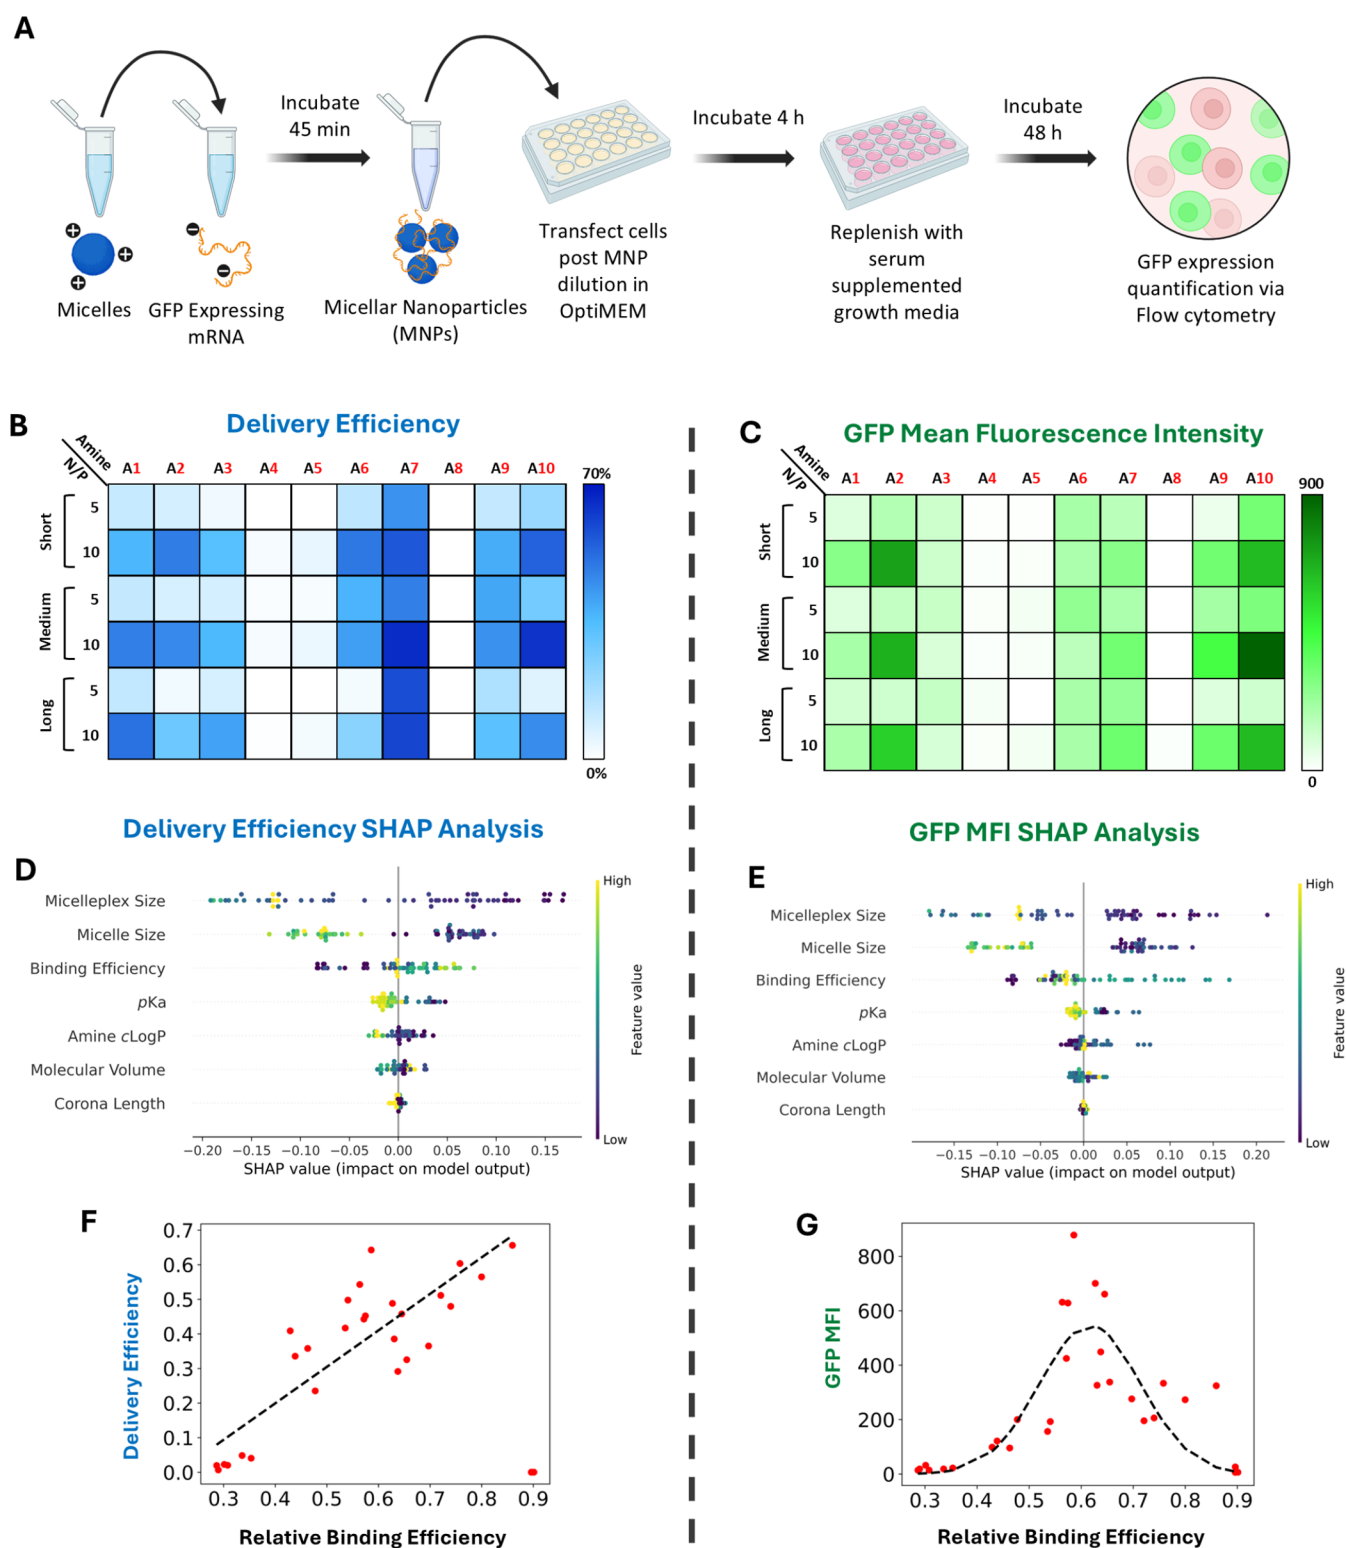 A
Incubate
45 min
Incubate 4 h
Incubate
48 h
Micelles
GFP Expressing
mRNA
Micellar Nanoparticles
(MNPs)
Transfect cells
post MNP
dilution in
OptiMEM
Replenish with
serum
supplemented
growth media
GFP expression
quantification via
Flow cytometry
B
Delivery Efficiency
Amine
N/P
A1 A2 A3 A4 A5 A6 A7 A8 A9 A10
70%
Short
5
10
Medium
5
10
Long
5
10
0%
C
GFP Mean Fluorescence Intensity
Amine
N/P
A1 A2 A3 A4 A5 A6 A7 A8 A9 A10
900
Short
5
10
Medium
5
10
Long
5
10
0
Delivery Efficiency SHAP Analysis
D
High
Micelleplex Size
Micelle Size
Binding Efficiency
pKa
Amine cLogP
Molecular Volume
Corona Length
Feature value
Low
−0.20 −0.15 −0.10 −0.05 0.00 0.05 0.10 0.15
SHAP value (impact on model output)
GFP MFI SHAP Analysis
E
High
Micelleplex Size
Micelle Size
Binding Efficiency
pKa
Amine cLogP
Molecular Volume
Corona Length
Feature value
Low
−0.15 −0.10 −0.05 0.00 0.05 0.10 0.15 0.20
SHAP value (impact on model output)
F
Delivery Efficiency
0.7
0.6
0.5
0.4
0.3
0.2
0.1
0.0
0.3 0.4 0.5 0.6 0.7 0.8 0.9
Relative Binding Efficiency
G
GFP MFI
800
600
400
200
0
0.3 0.4 0.5 0.6 0.7 0.8 0.9
Relative Binding Efficiency